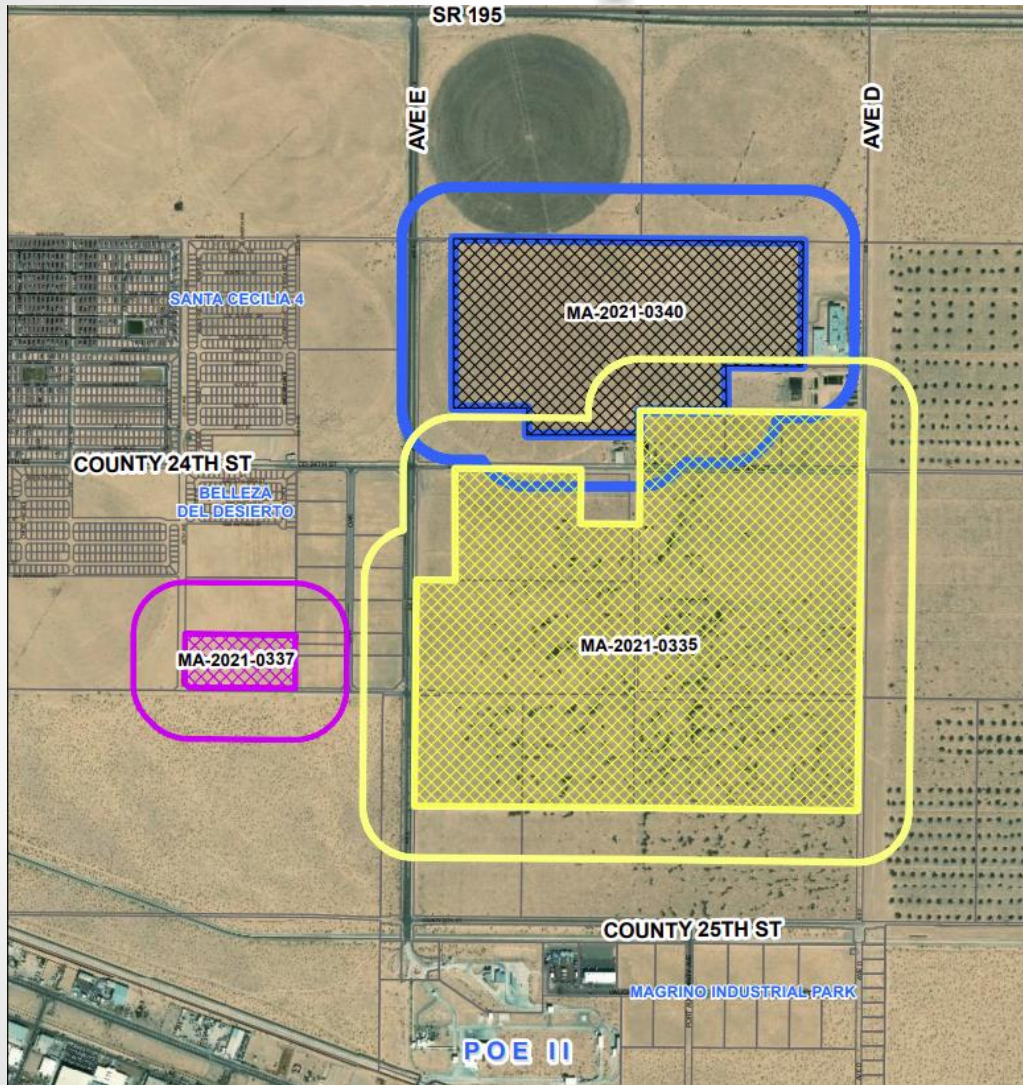 SR 195
AVE E
AVE D
SANTA CECILIA 4
MA-2021-0340
COUNTY 24TH ST
BELLEZA
DEL DESIERTO
MA-2021-0337
MA-2021-0335
COUNTY 25TH ST
MAGRINO INDUSTRIAL PARK
POE II